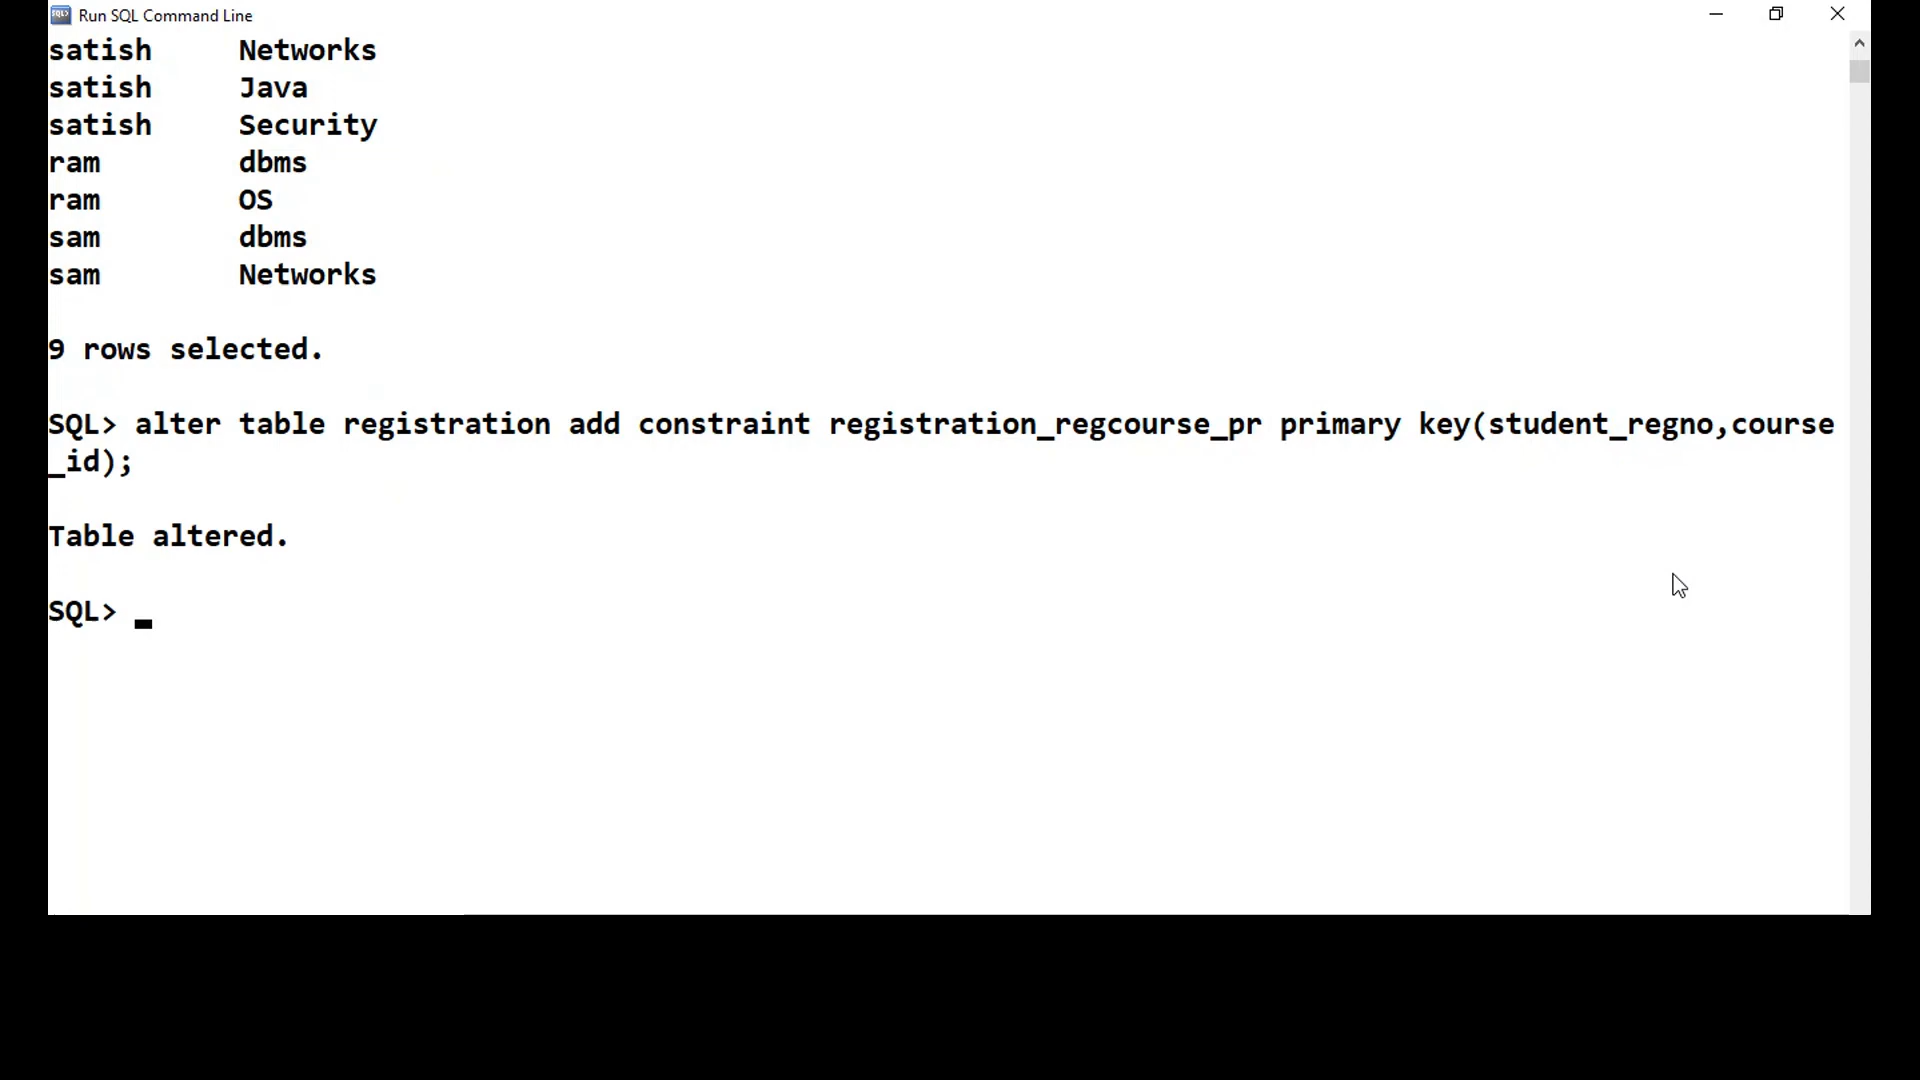 Run SQL Command Line
satish Networks
satish Java
satish Security
ram dbms
ram OS
sam dbms
sam Networks
9 rows selected.
SQL> alter table registration add constraint registration_regcourse_pr primary key(student_regno,course
_id);
Table altered.
SQL> _